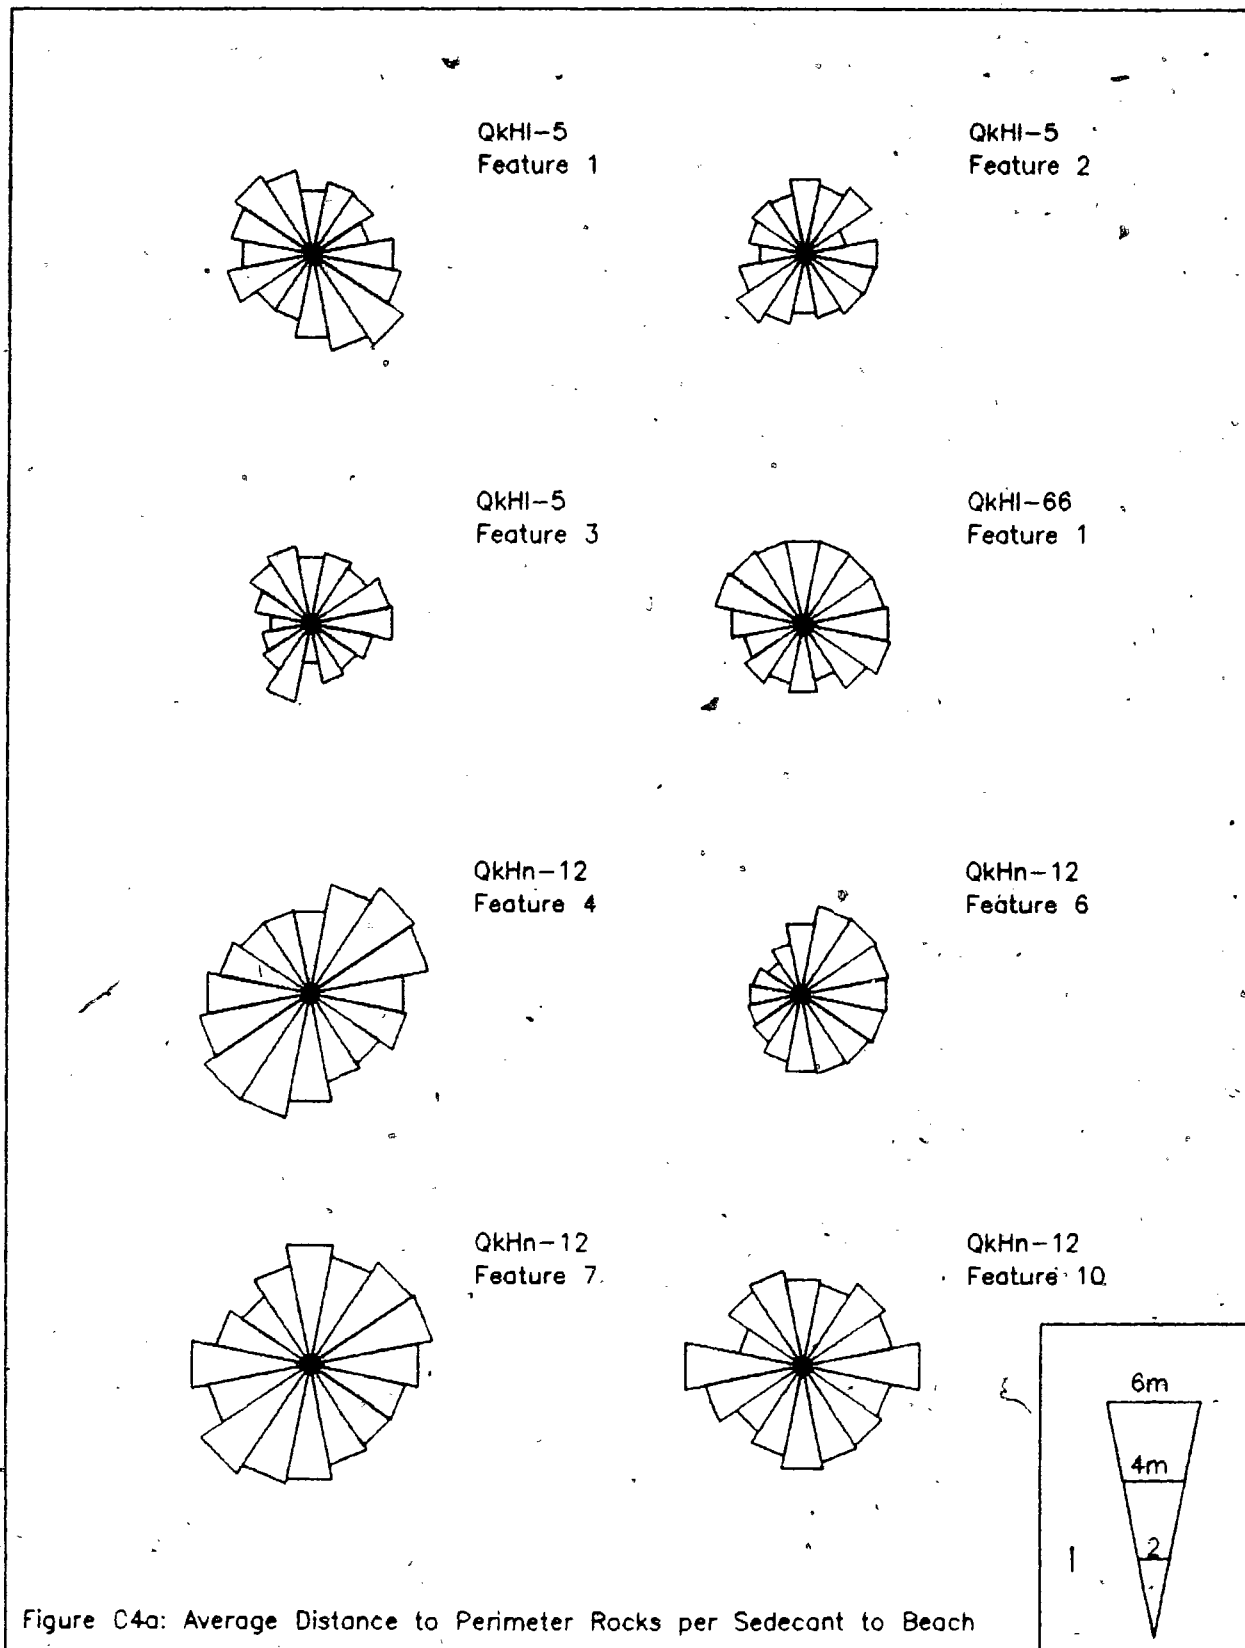 QkHl-5
Feature 1
QkHl-5
Feature 2
QkHl-5
Feature 3
QkHl-66
Feature 1
QkHn-12
Feature 4
QkHn-12
Feature 6
QkHn-12
Feature 7
QkHn-12
Feature 10
6m
4m
2
Figure C4a: Average Distance to Perimeter Rocks per Sedecant to Beach